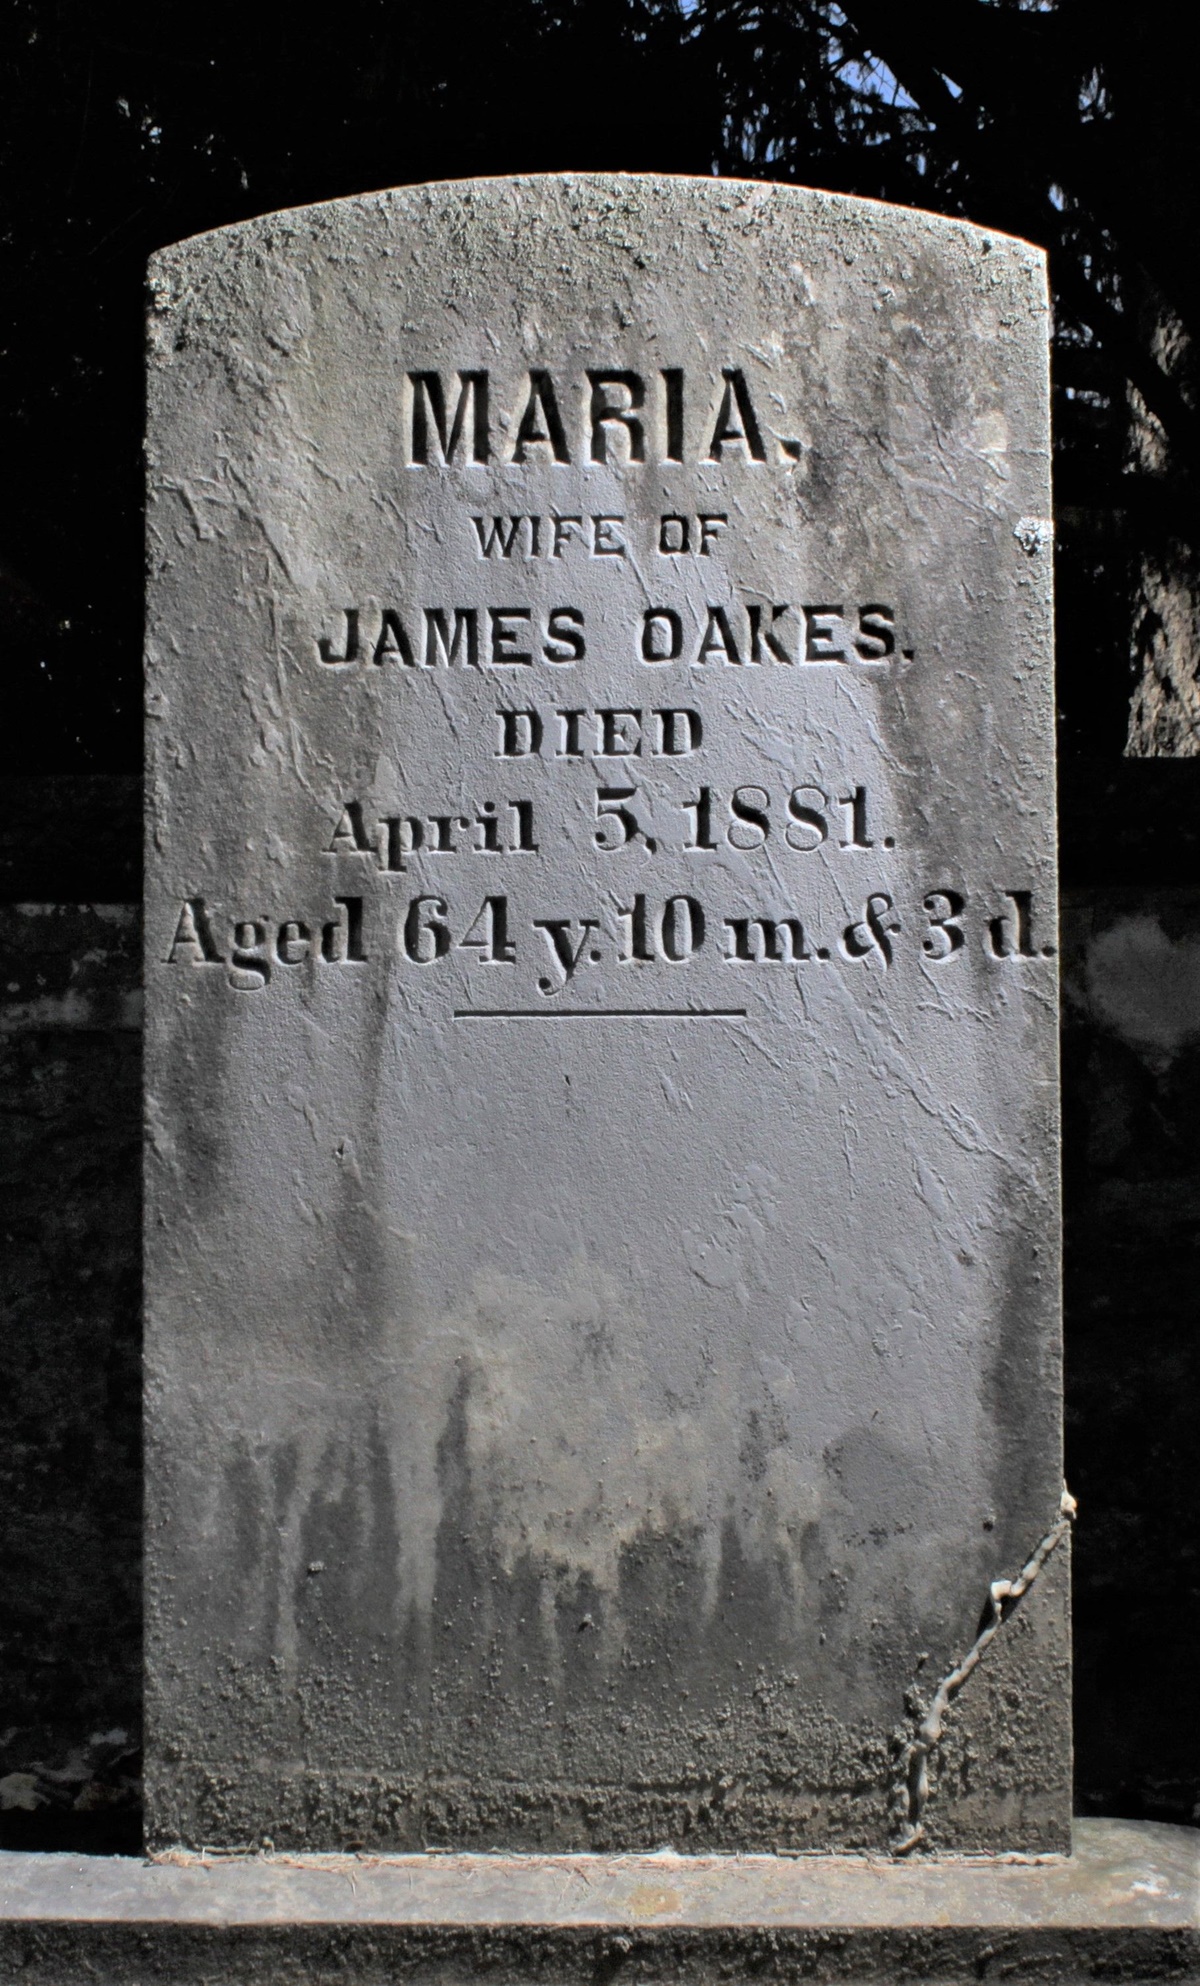 MARIA.
WIFE OF
JAMES OAKES.
DIED
April 5, 1881.
Aged 64 y. 10 m. & 3 d.